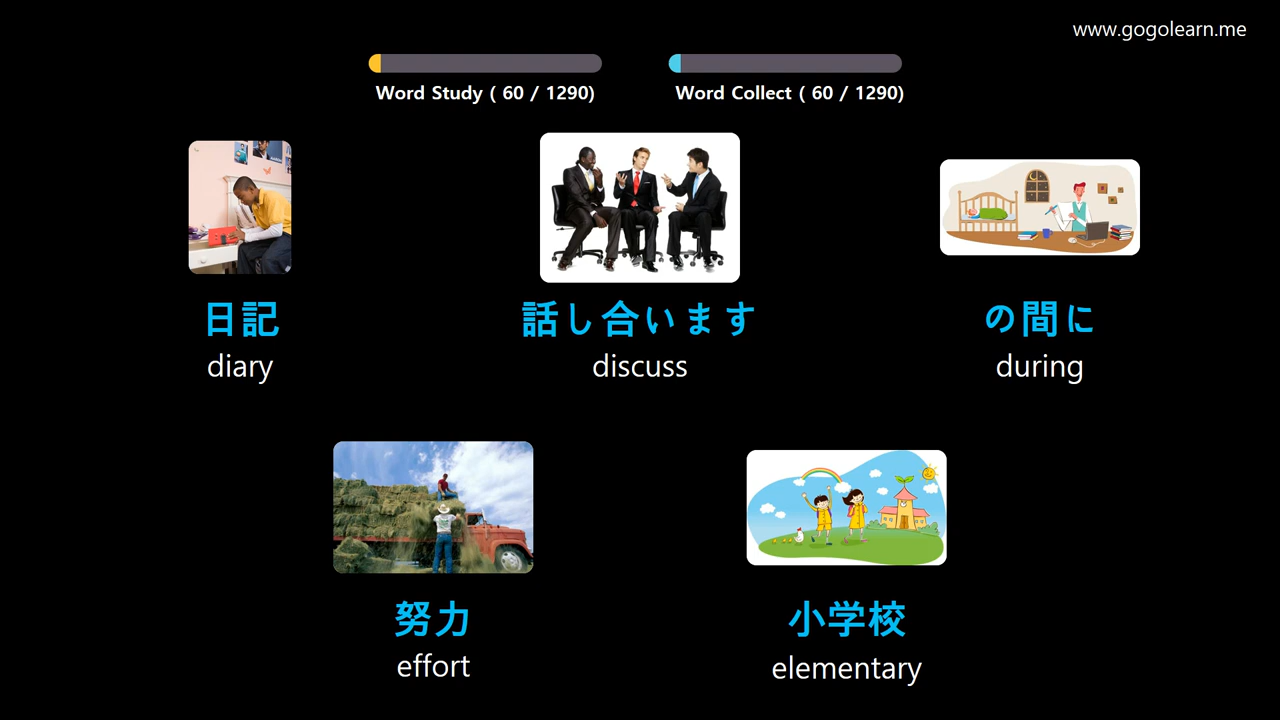 www.gogolearn.me
Word Study ( 60 / 1290)
Word Collect ( 60 / 1290)
日記
diary
話し合います
discuss
の間に
during
努力
effort
小学校
elementary